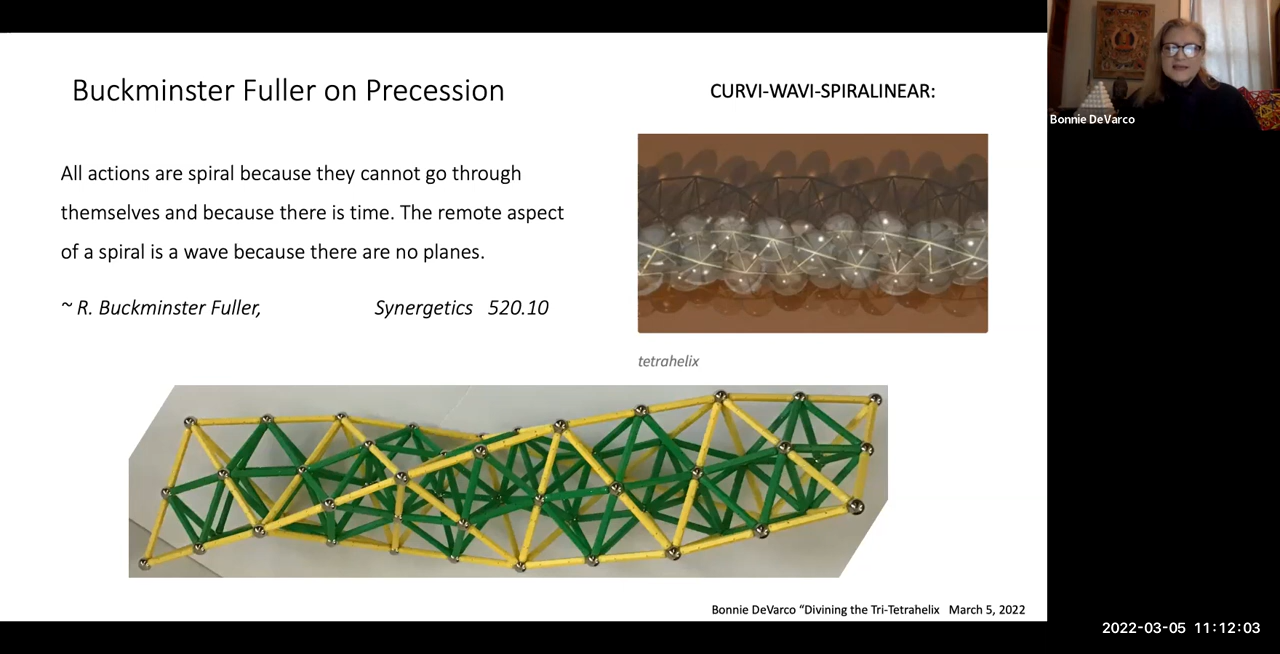 Buckminster Fuller on Precession
CURVI-WAVI-SPIRALINEAR:
All actions are spiral because they cannot go through
themselves and because there is time. The remote aspect
of a spiral is a wave because there are no planes.
~ R. Buckminster Fuller, Synergetics 520.10
tetrahelix
Bonnie DeVarco “Divining the Tri-Tetrahelix March 5, 2022
Bonnie DeVarco
2022-03-05 11:12:03